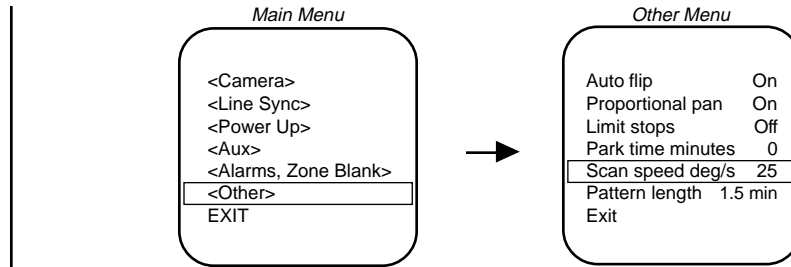 Main Menu
<Camera>
<Line Sync>
<Power Up>
<Aux>
<Alarms, Zone Blank>
<Other>
EXIT
Other Menu
Auto flip On
Proportional pan On
Limit stops Off
Park time minutes 0
Scan speed deg/s 25
Pattern length 1.5 min
Exit